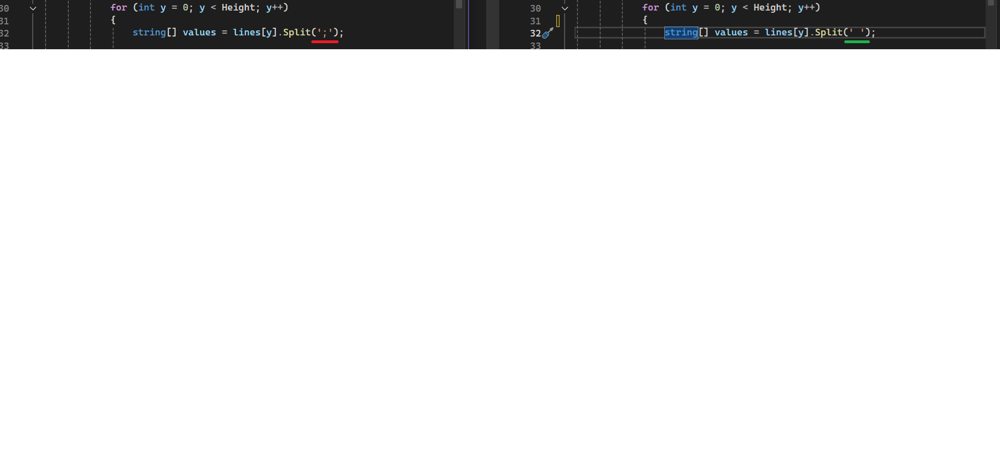 30 for (int y = 0; y < Height; y++)
31 {
32 string[] values = lines[y].Split(';');
33
30 for (int y = 0; y < Height; y++)
31 {
32 string[] values = lines[y].Split(' ');
33